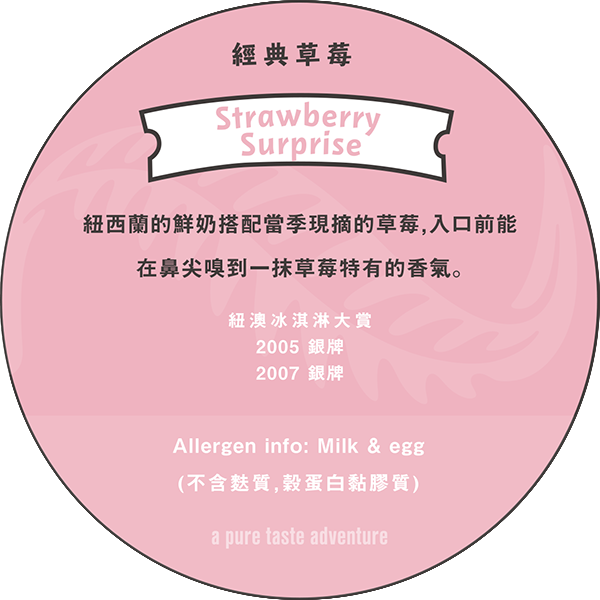 經典草莓
Strawberry
Surprise
紐西蘭的鮮奶搭配當季現摘的草莓,入口前能
在鼻尖嗅到一抹草莓特有的香氣。
紐澳冰淇淋大賞
2005 銀牌
2007 銀牌
Allergen info: Milk & egg
(不含麩質,穀蛋白黏膠質)
a pure taste adventure